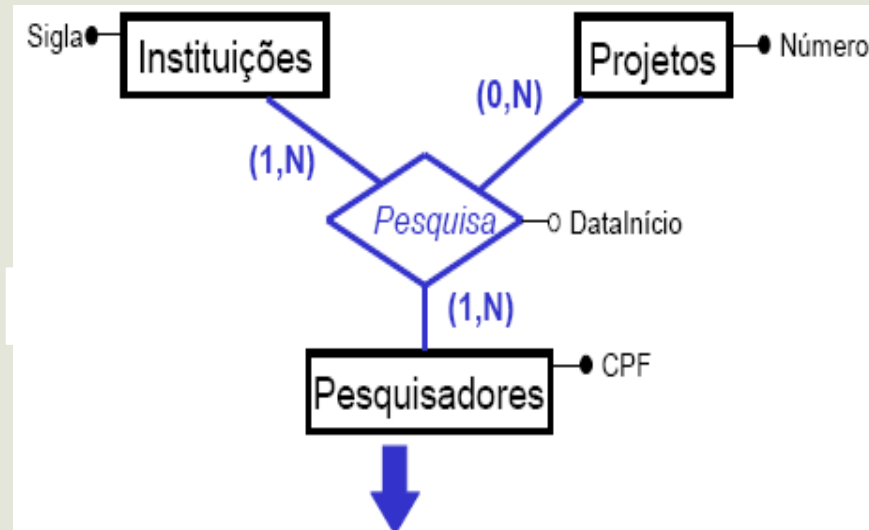 Sigla
Instituições
Projetos
Número
(0,N)
(1,N)
Pesquisa
DataInício
(1,N)
CPF
Pesquisadores